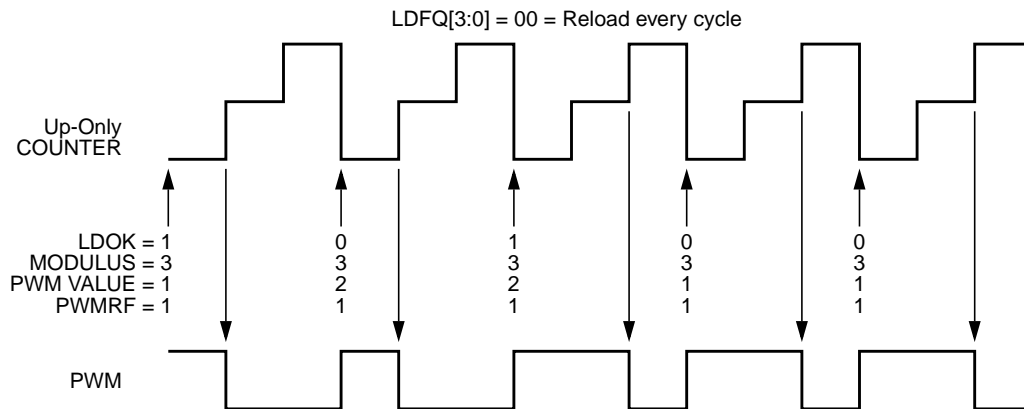 LDFQ[3:0] = 00 = Reload every cycle
Up-Only
COUNTER
LDOK = 1 0 1 0 0
MODULUS = 3 3 3 3 3
PWM VALUE = 1 2 2 1 1
PWMRF = 1 1 1 1 1
PWM